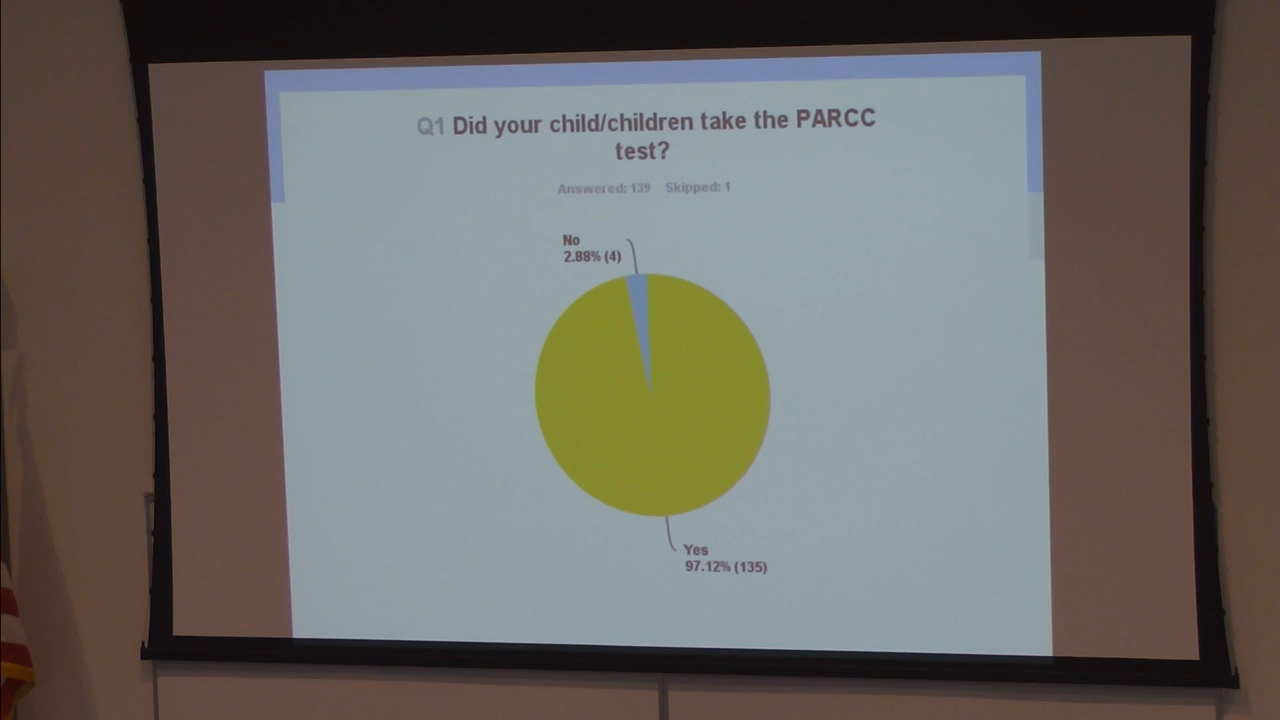 Q1 Did your child/children take the PARCC
test?
Answered: 139 Skipped: 1
No
2.88% (4)
Yes
97.12% (135)